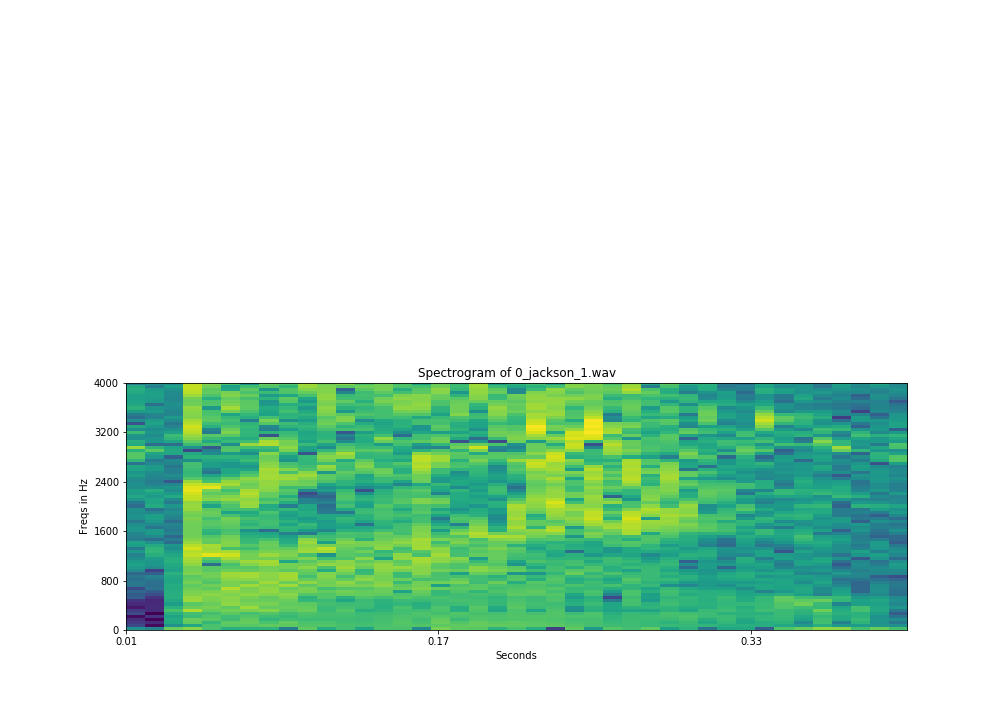 Spectrogram of 0_jackson_1.wav
4000
3200
2400
1600
800
0
Freqs in Hz
0.01 0.17 0.33
Seconds